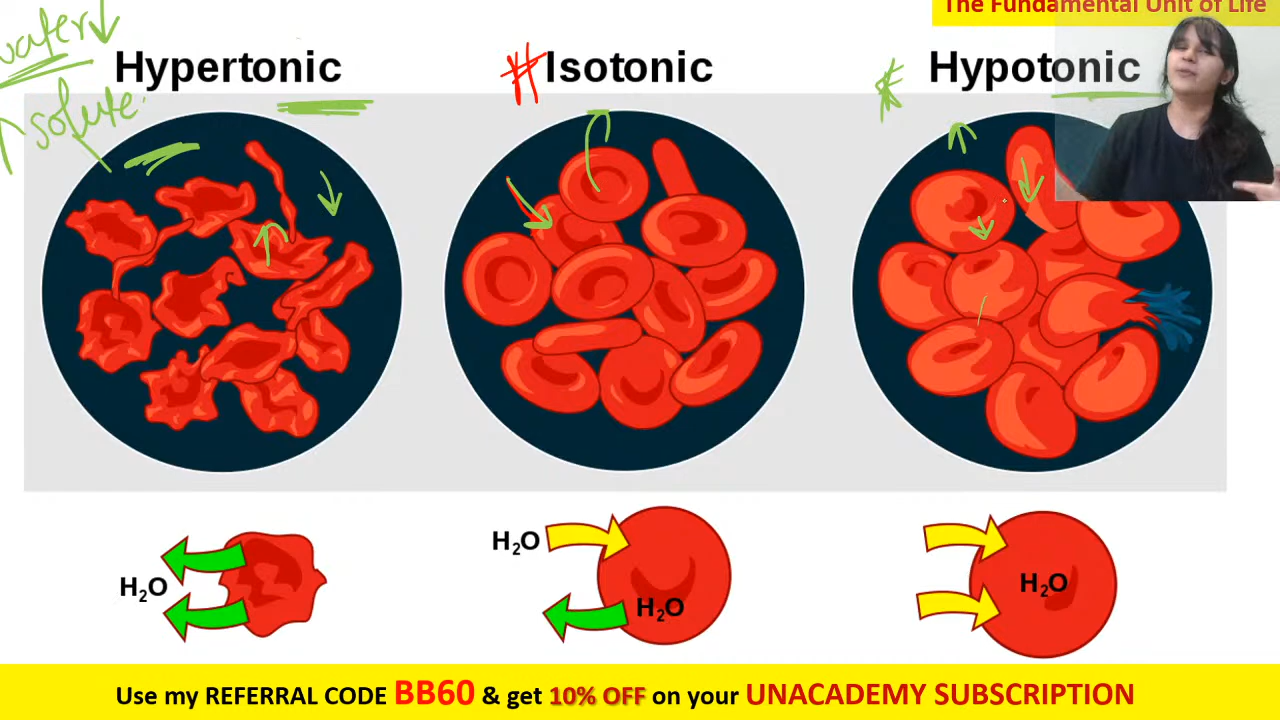 The Fundamental Unit of Life
water↓
↑ solute
Hypertonic
Isotonic
Hypotonic
H₂O
H₂O
H₂O
H₂O
Use my REFERRAL CODE BB60 & get 10% OFF on your UNACADEMY SUBSCRIPTION